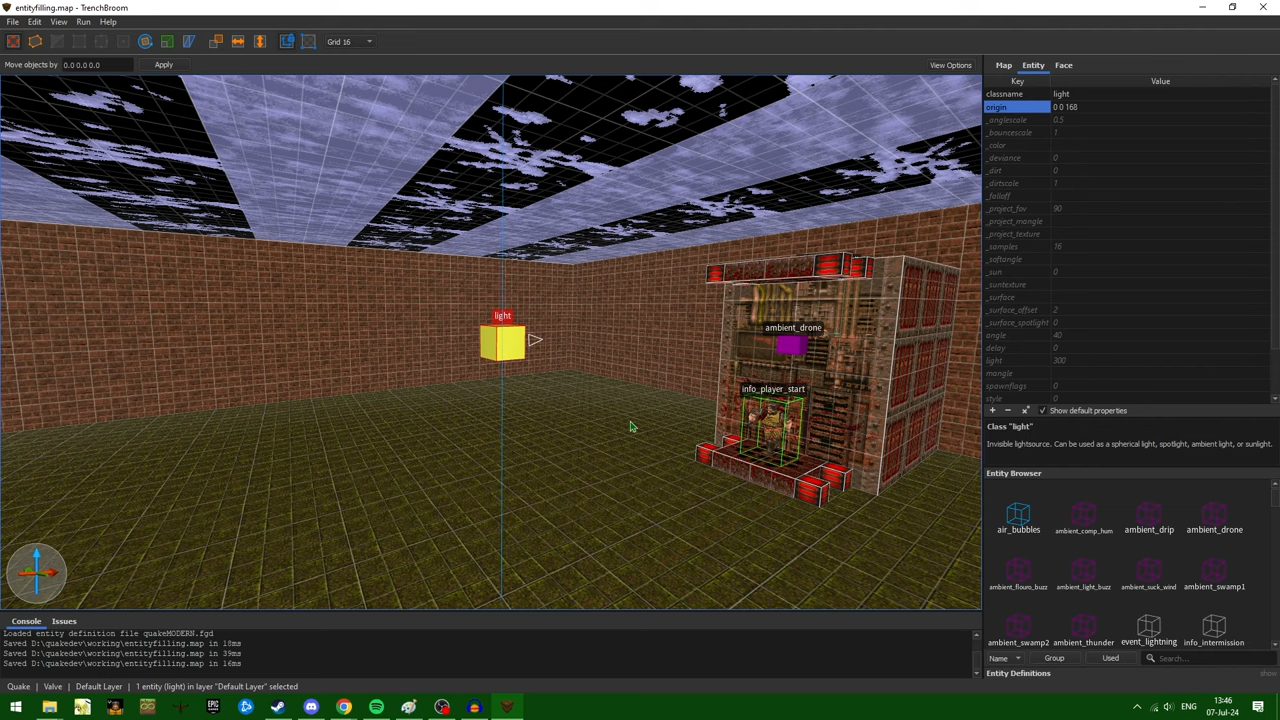 entityfilling.map - TrenchBroom
File Edit View Run Help
Grid 16
Move objects by 0.0 0.0 0.0 Apply View Options
light
ambient_drone
info_player_start
Map Entity Face
Key Value
classname light
origin 0 0 168
_anglescale 0.5
_bouncescale 1
_color
_deviance 0
_dirt 0
_dirtscale 1
_falloff
_project_fov 90
_project_mangle
_project_texture
_samples 16
_softangle
_sun 0
_suntexture
_surface
_surface_offset 2
_surface_spotlight 0
angle 40
delay 0
light 300
mangle
spawnflags 0
style 0
Show default properties
Class "light"
Invisible lightsource. Can be used as a spherical light, spotlight, ambient light, or sunlight.
Entity Browser
air_bubbles ambient_comp_hum ambient_drip ambient_drone
ambient_flouro_buzz ambient_light_buzz ambient_suck_wind ambient_swamp1
ambient_swamp2 ambient_thunder event_lightning info_intermission
Name Group Used Search...
Entity Definitions show
Console Issues
Loaded entity definition file quakeMODERN.fgd
Saved D:\quakedev\working\entityfilling.map in 18ms
Saved D:\quakedev\working\entityfilling.map in 39ms
Saved D:\quakedev\working\entityfilling.map in 16ms
Quake Valve Default Layer 1 entity (light) in layer "Default Layer" selected
EPIC
ENG
13:46
07-Jul-24